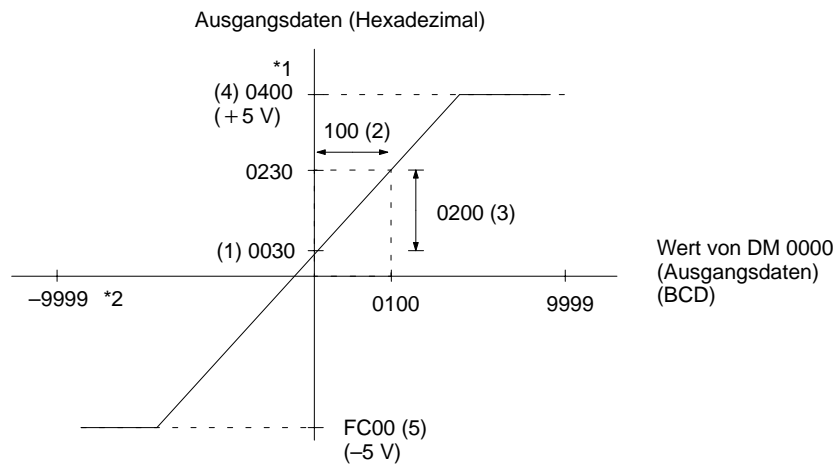 Ausgangsdaten (Hexadezimal)
*1
(4) 0400
(+5 V)
100 (2)
0230
0200 (3)
(1) 0030
Wert von DM 0000
(Ausgangsdaten)
(BCD)
–9999 *2
0100
9999
FC00 (5)
(–5 V)